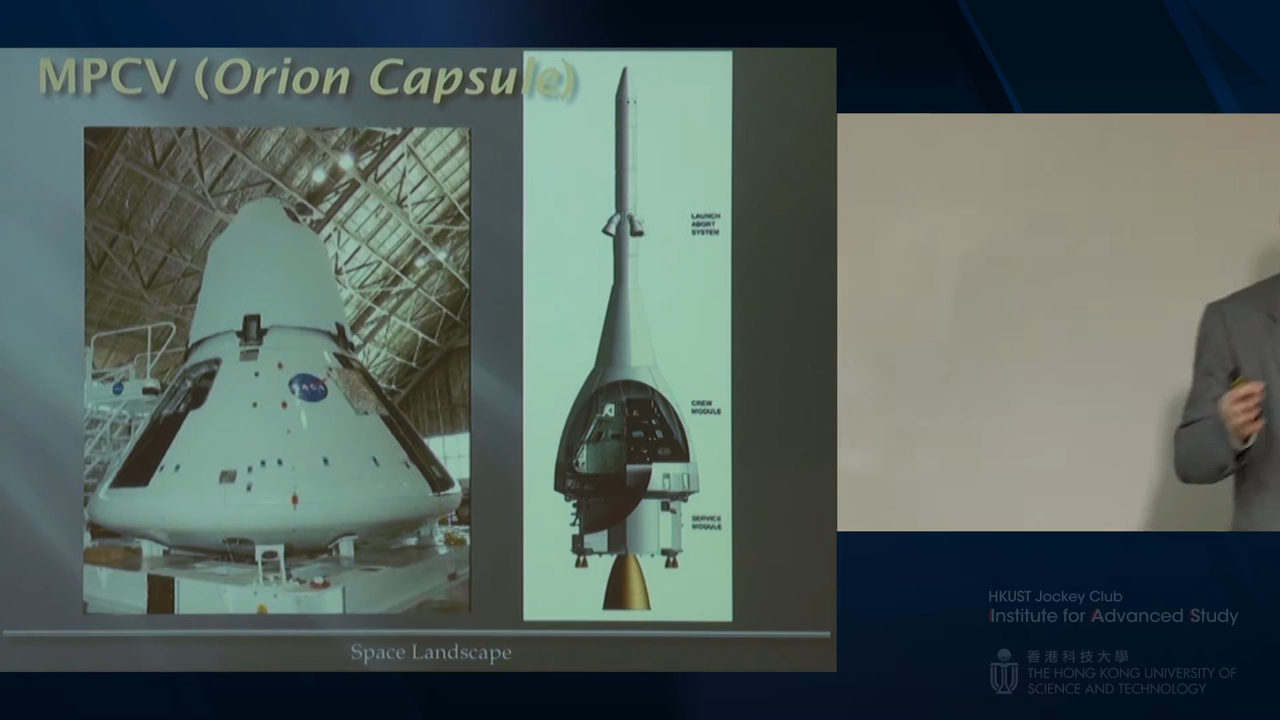 MPCV (Orion Capsule)
NASA
LAUNCH
ABORT
SYSTEM
CREW
MODULE
SERVICE
MODULE
Space Landscape
HKUST Jockey Club
Institute for Advanced Study
香港科技大學
THE HONG KONG UNIVERSITY OF
SCIENCE AND TECHNOLOGY